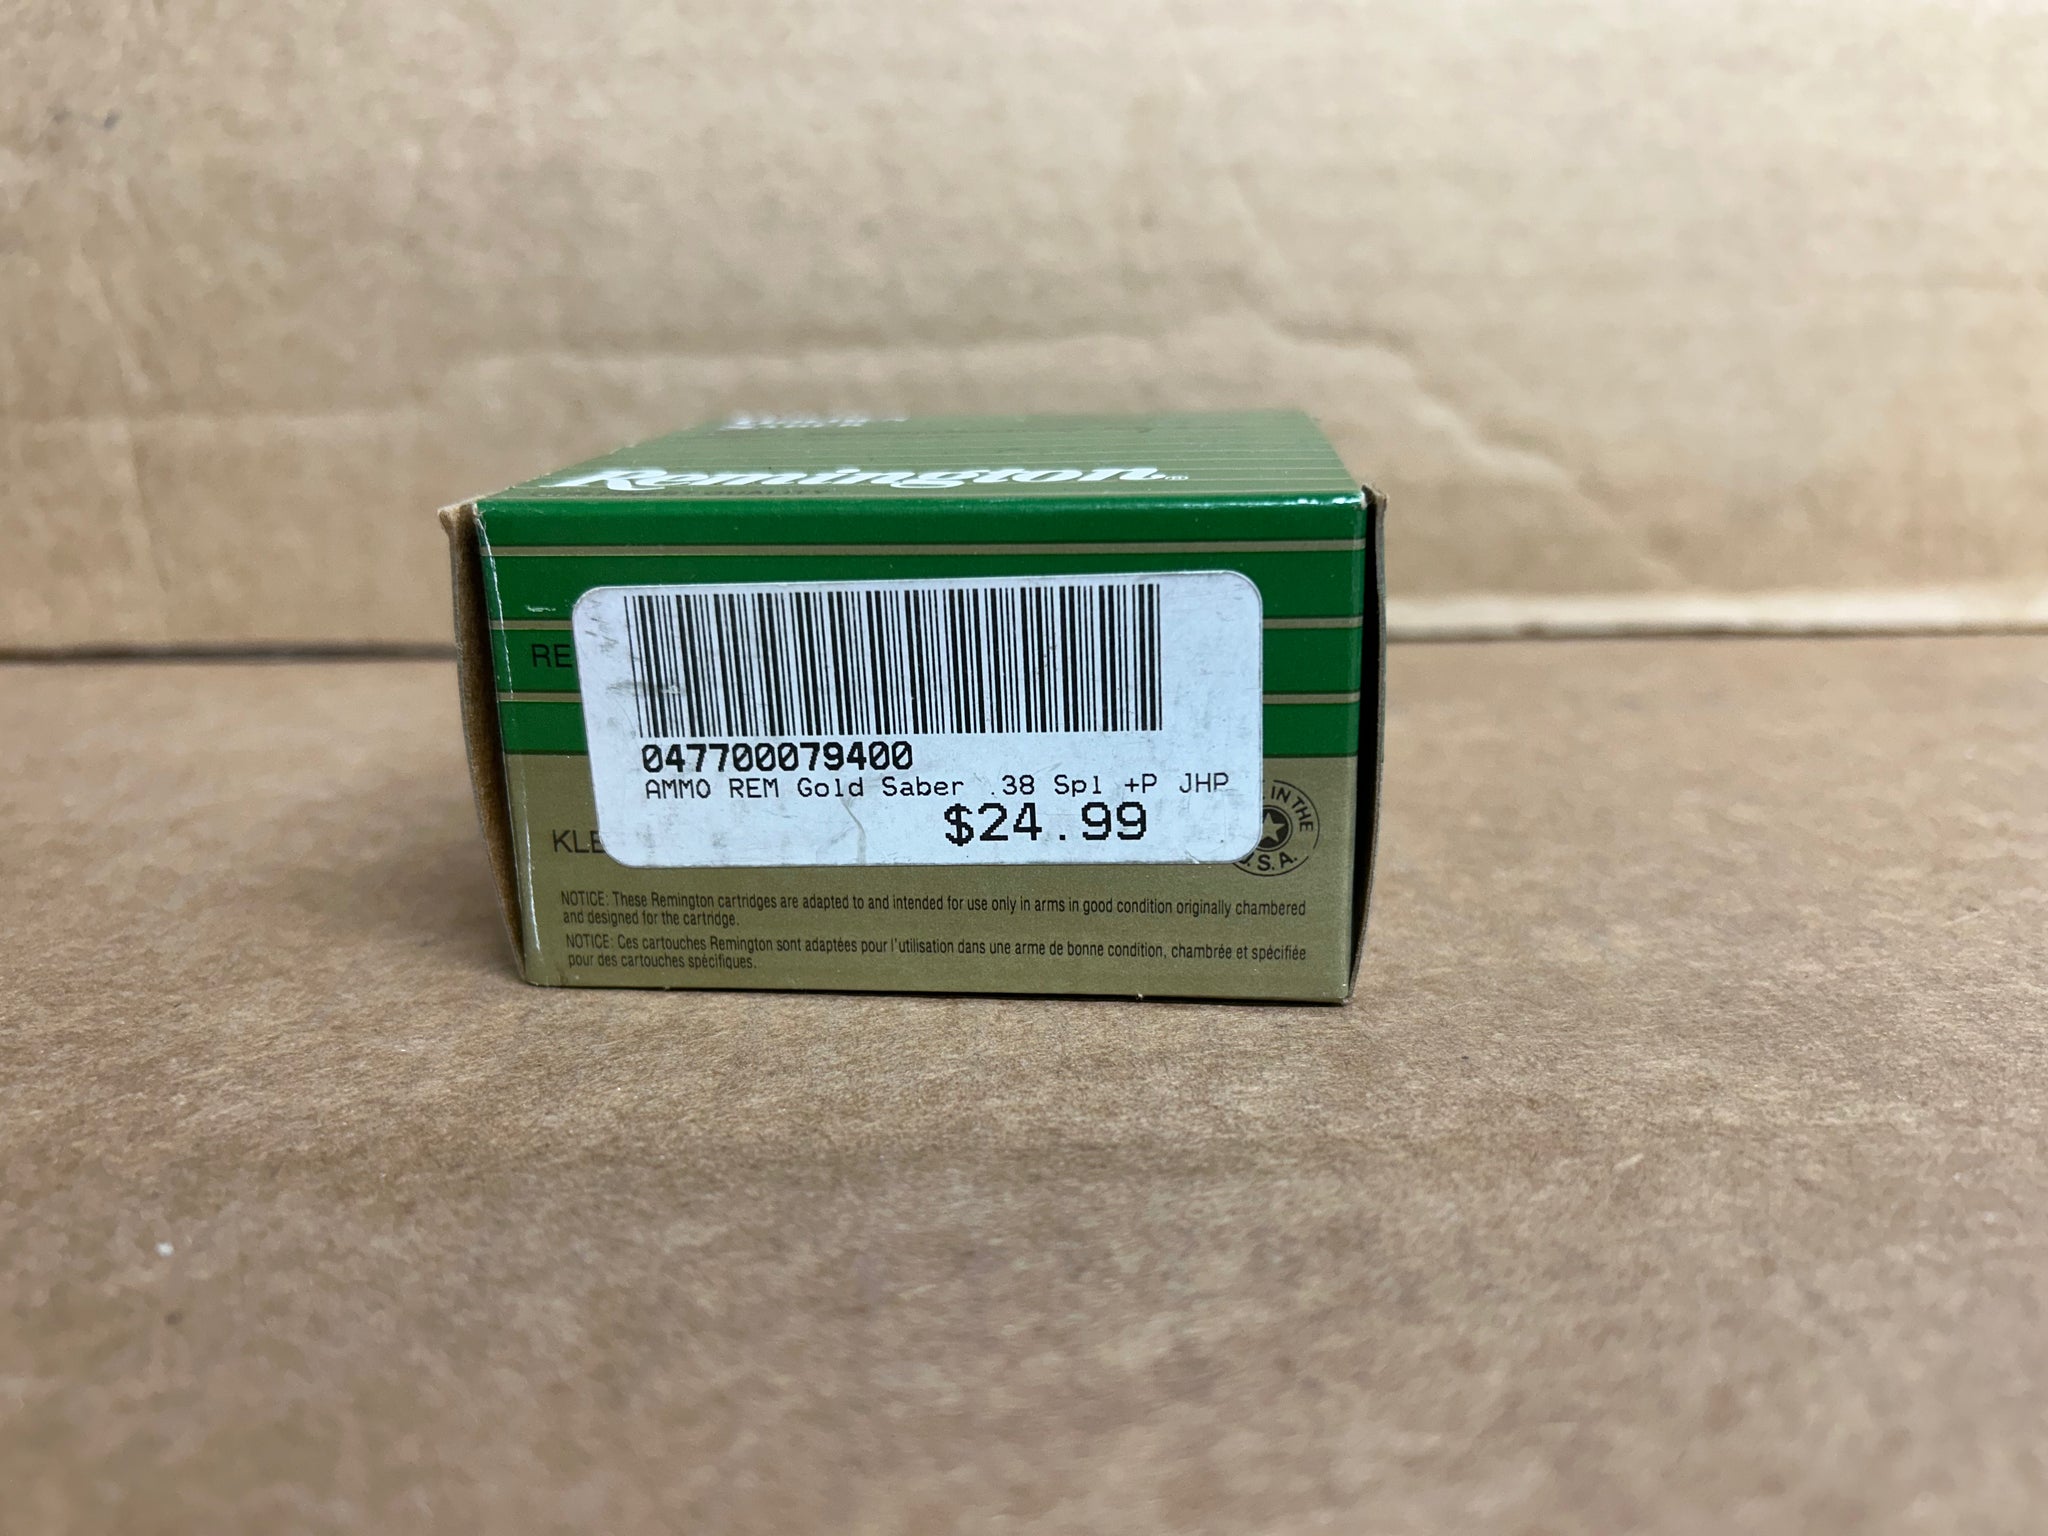 Remington®
QUALITY
RE
047700079400
AMMO REM Gold Saber .38 Spl +P JHP
$24.99
IN THE
U.S.A.
KLE
NOTICE: These Remington cartridges are adapted to and intended for use only in arms in good condition originally chambered
and designed for the cartridge.
NOTICE: Ces cartouches Remington sont adaptées pour l'utilisation dans une arme de bonne condition, chambrée et spécifiée
pour des cartouches spécifiques.